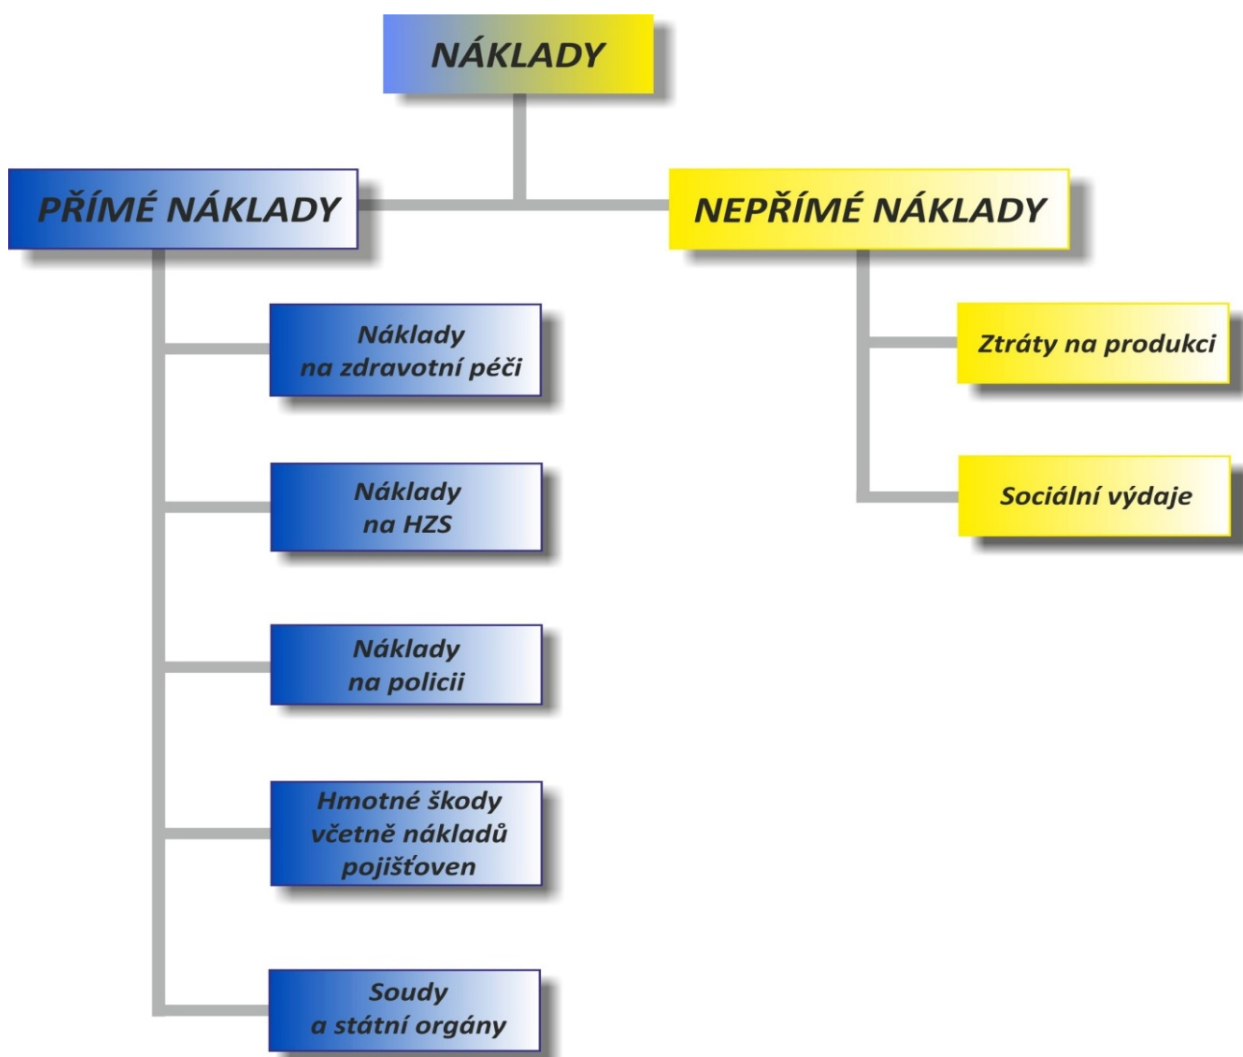 NÁKLADY
PŘÍMÉ NÁKLADY
NEPŘÍMÉ NÁKLADY
Náklady
na zdravotní péči
Náklady
na HZS
Náklady
na policii
Hmotné škody
včetně nákladů
pojišťoven
Soudy
a státní orgány
Ztráty na produkci
Sociální výdaje